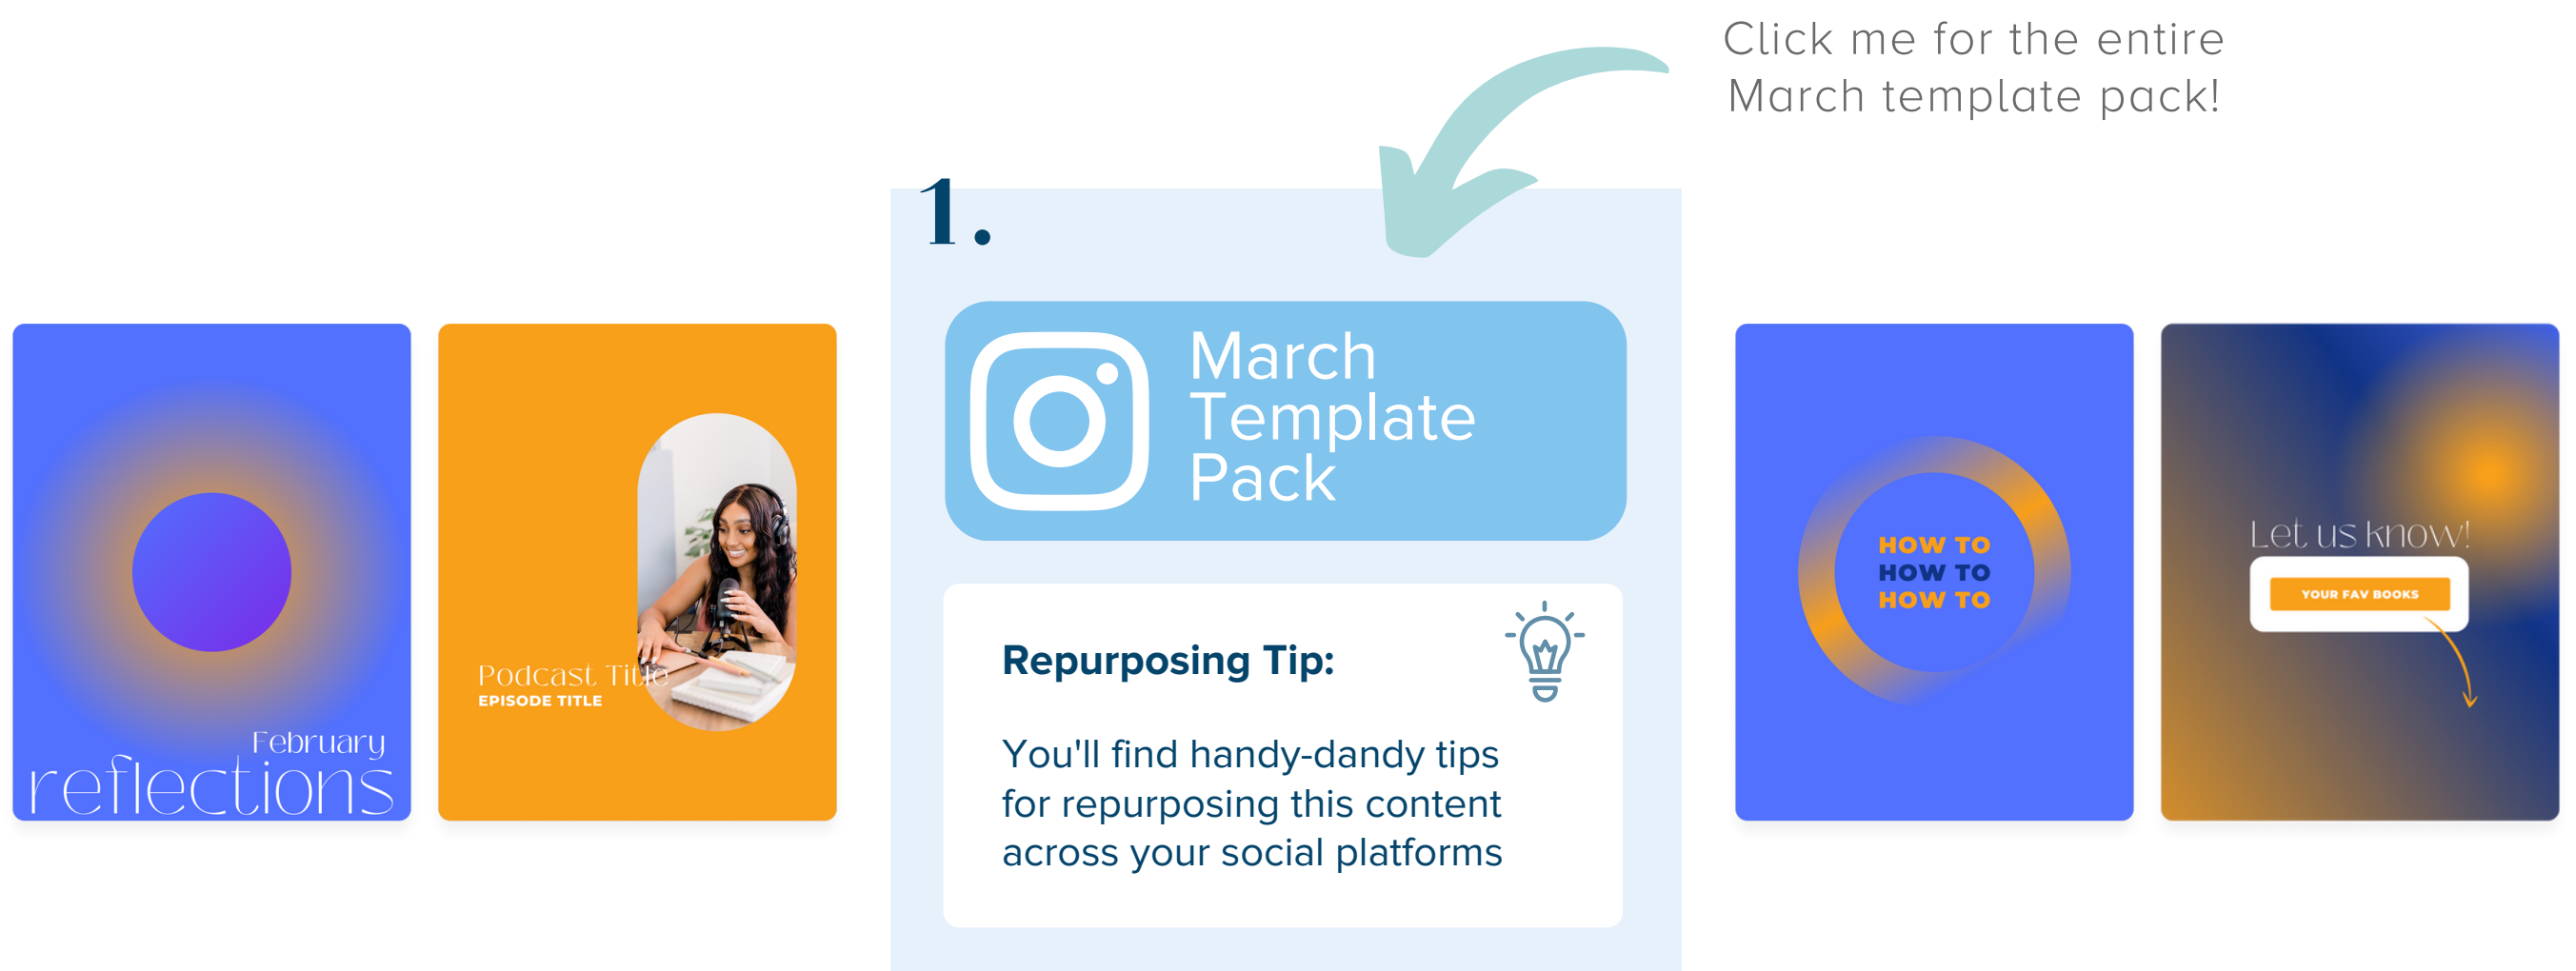 Click me for the entire
March template pack!
1.
March
Template
Pack
Repurposing Tip:
You'll find handy-dandy tips
for repurposing this content
across your social platforms
February
reflections
Podcast Title
EPISODE TITLE
HOW TO
HOW TO
HOW TO
Let us know!
YOUR FAV BOOKS